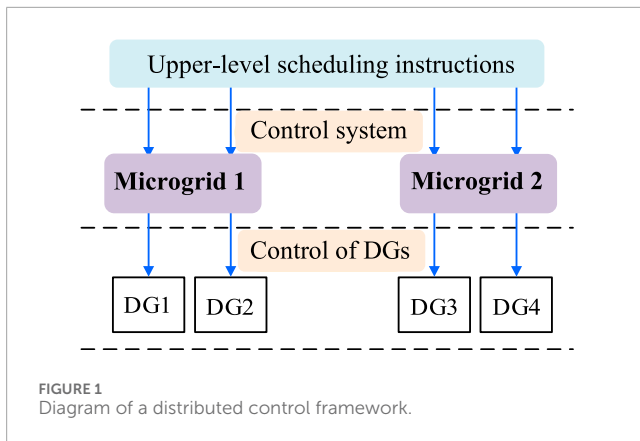 Upper-level scheduling instructions
Control system
Microgrid 1 Microgrid 2
Control of DGs
DG1 DG2 DG3 DG4
FIGURE 1
Diagram of a distributed control framework.